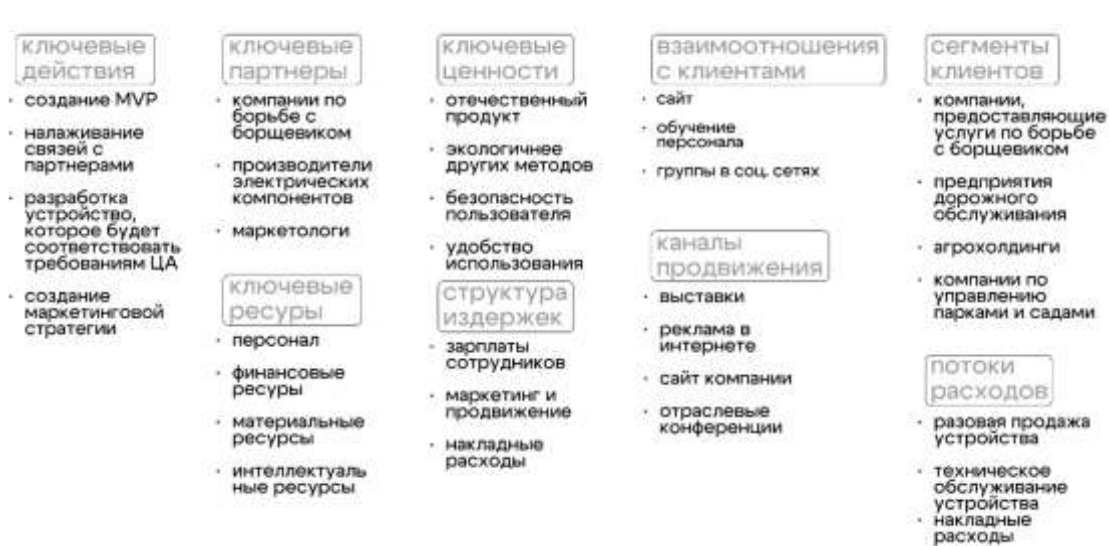 ключевые
действия
· создание MVP
· налаживание
связей с
партнерами
· разработка
устройство,
которое будет
соответствовать
требованиям ЦА
· создание
маркетинговой
стратегии
ключевые
партнеры
· компании по
борьбе с
борщевиком
· производители
электрических
компонентов
· маркетологи
ключевые
ресуры
· персонал
· финансовые
ресуры
· материальные
ресурсы
· интеллектуаль
ные ресурсы
ключевые
ценности
· отечественный
продукт
· экологичнее
других методов
· безопасность
пользователя
· удобство
использования
структура
издержек
· зарплаты
сотрудников
· маркетинг и
продвижение
· накладные
расходы
взаимоотношения
с клиентами
· сайт
· обучение
персонала
· группы в соц. сетях
каналы
продвижения
· выставки
· реклама в
интернете
· сайт компании
· отраслевые
конференции
сегменты
клиентов
· компании,
предоставляющие
услуги по борьбе
с борщевиком
· предприятия
дорожного
обслуживания
· агрохолдинги
· компании по
управлению
парками и садами
потоки
расходов
· разовая продажа
устройства
· техническое
обслуживание
устройства
· накладные
расходы